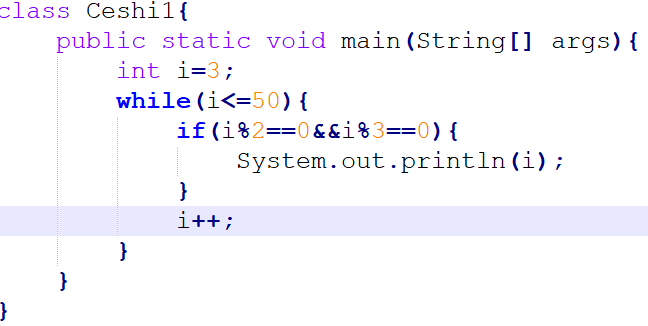 class Ceshi1{
    public static void main(String[] args){
        int i=3;
        while(i<=50){
            if(i%2==0&&i%3==0){
                System.out.println(i);
            }
            i++;
        }
    }
}